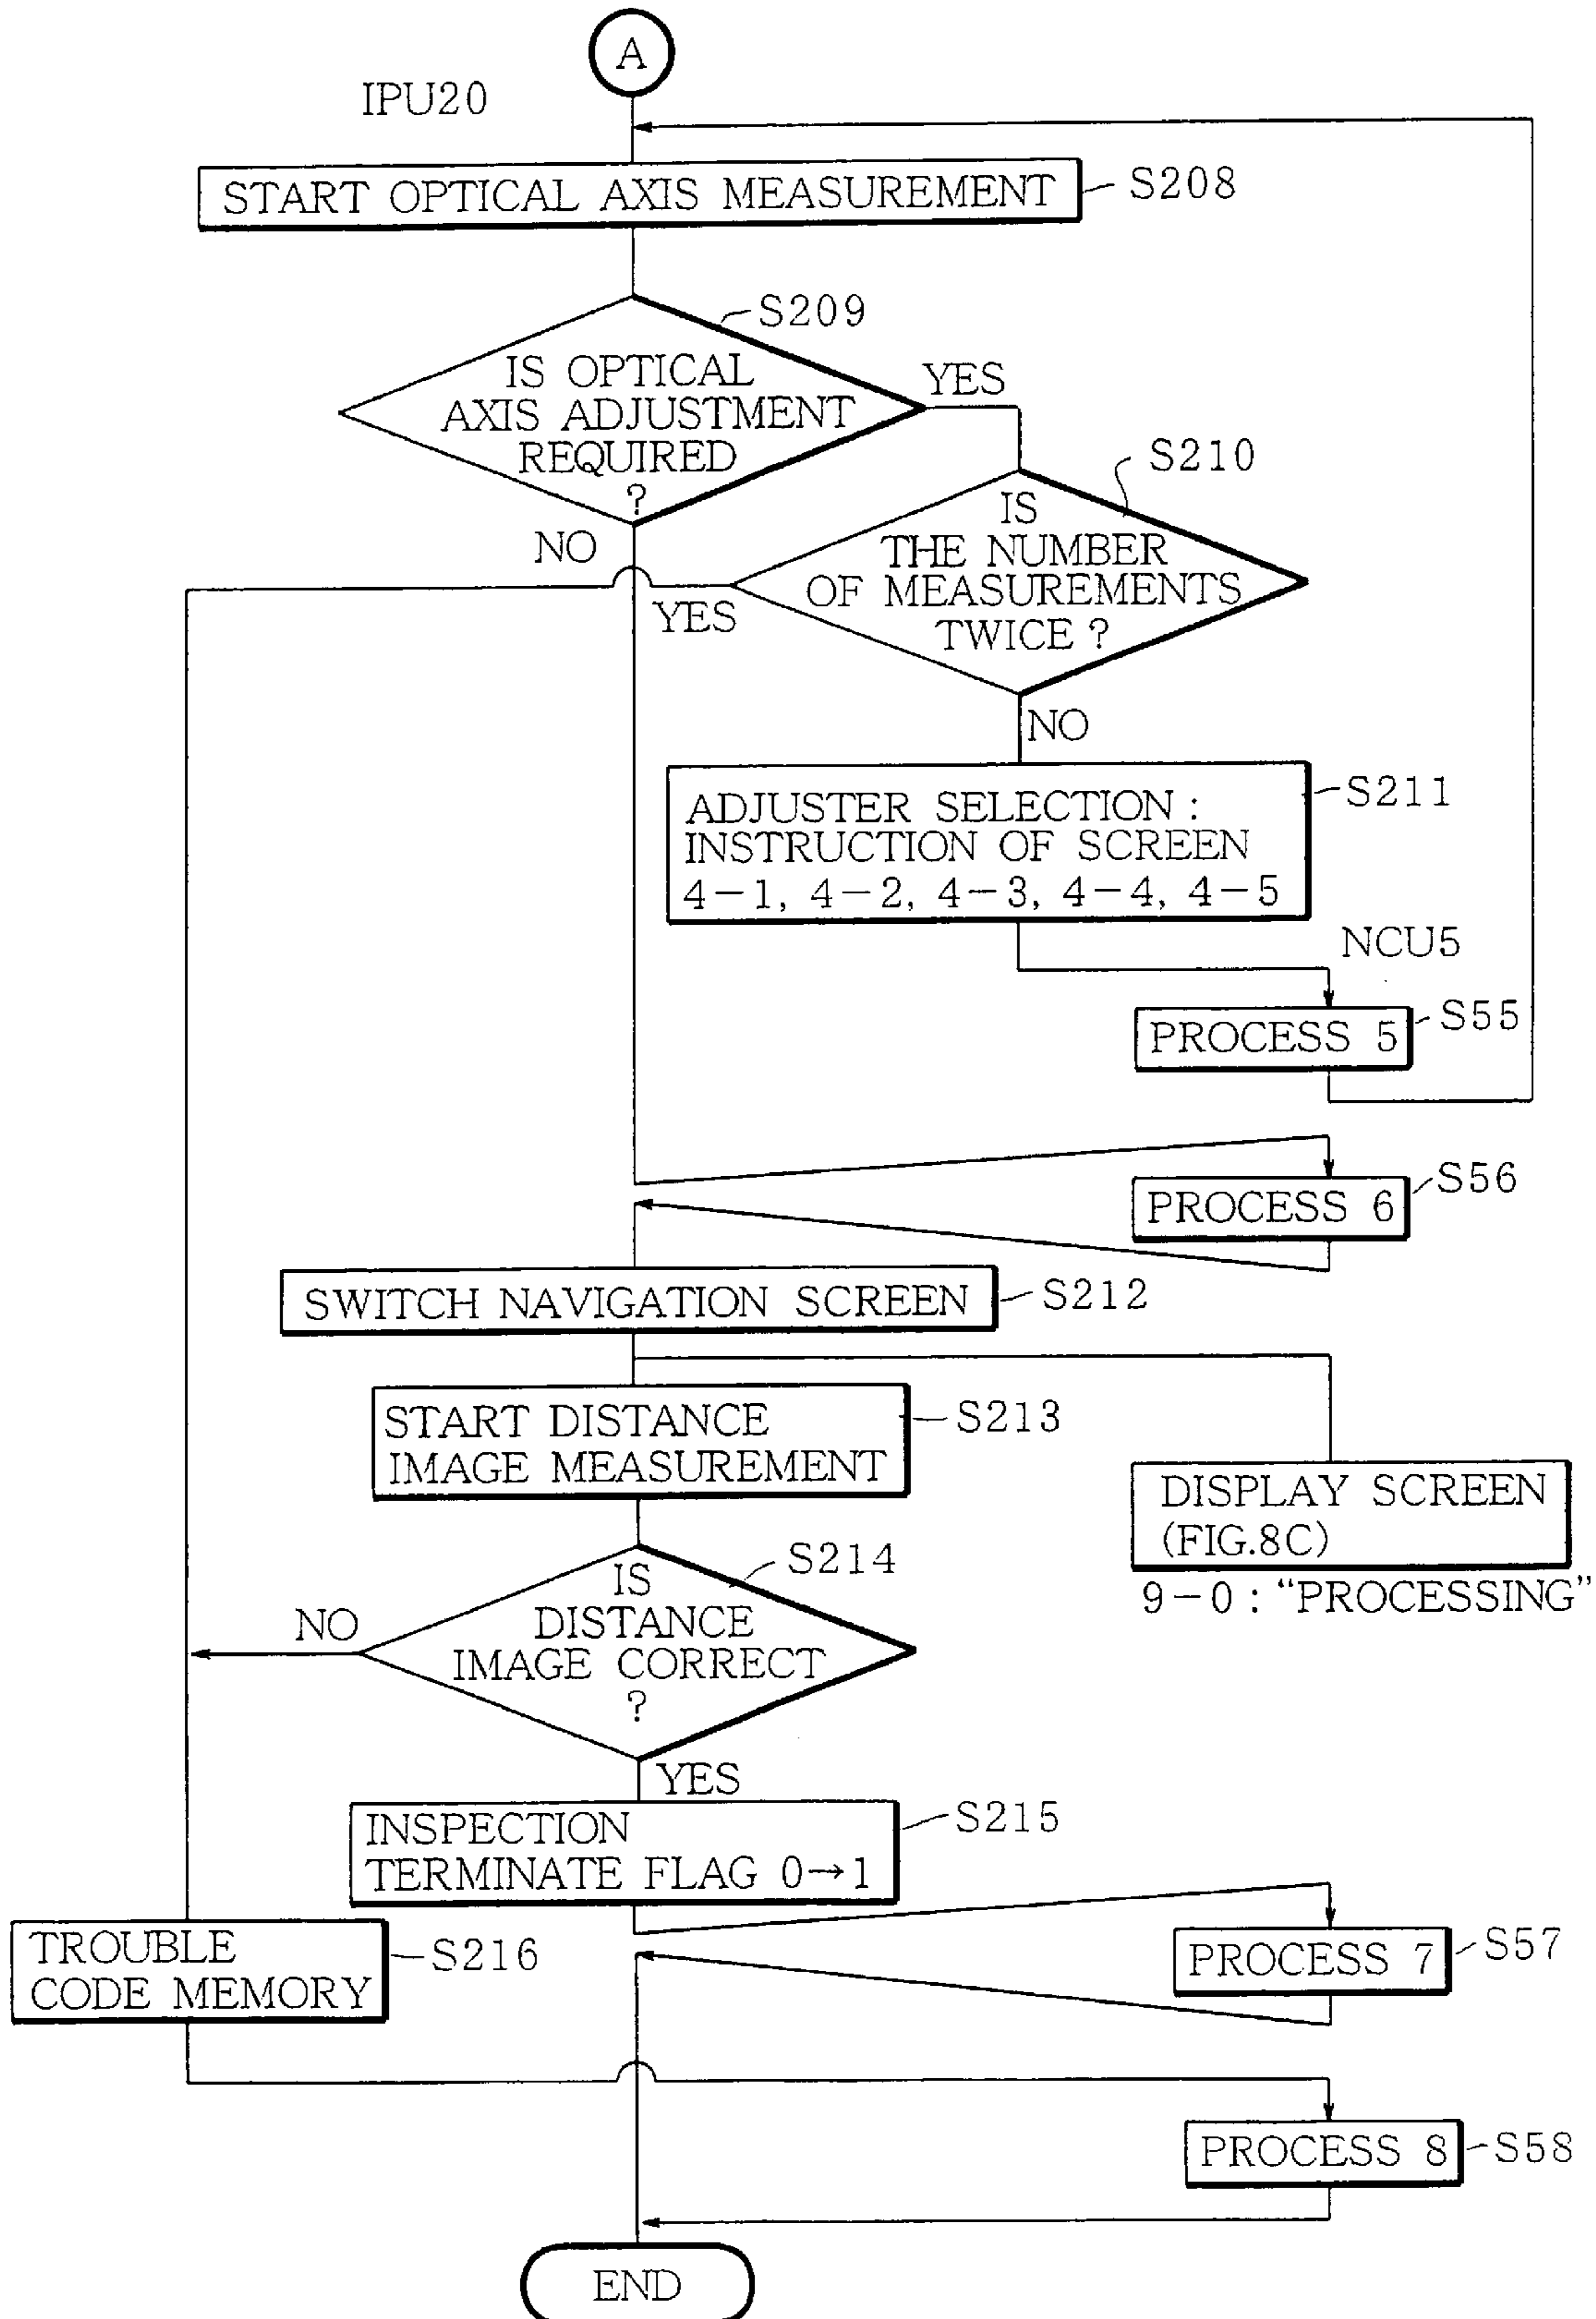 A
IPU20
START OPTICAL AXIS MEASUREMENT
S208
S209
IS OPTICAL
AXIS ADJUSTMENT
REQUIRED
?
YES
NO
S210
IS
THE NUMBER
OF MEASUREMENTS
TWICE ?
YES
NO
S211
ADJUSTER SELECTION :
INSTRUCTION OF SCREEN
4-1, 4-2, 4-3, 4-4, 4-5
NCU5
PROCESS 5
S55
PROCESS 6
S56
SWITCH NAVIGATION SCREEN
S212
START DISTANCE
IMAGE MEASUREMENT
S213
DISPLAY SCREEN
(FIG.8C)
9-0 : “PROCESSING”
S214
IS
DISTANCE
IMAGE CORRECT
?
NO
YES
INSPECTION
TERMINATE FLAG 0→1
S215
TROUBLE
CODE MEMORY
S216
PROCESS 7
S57
PROCESS 8
S58
END